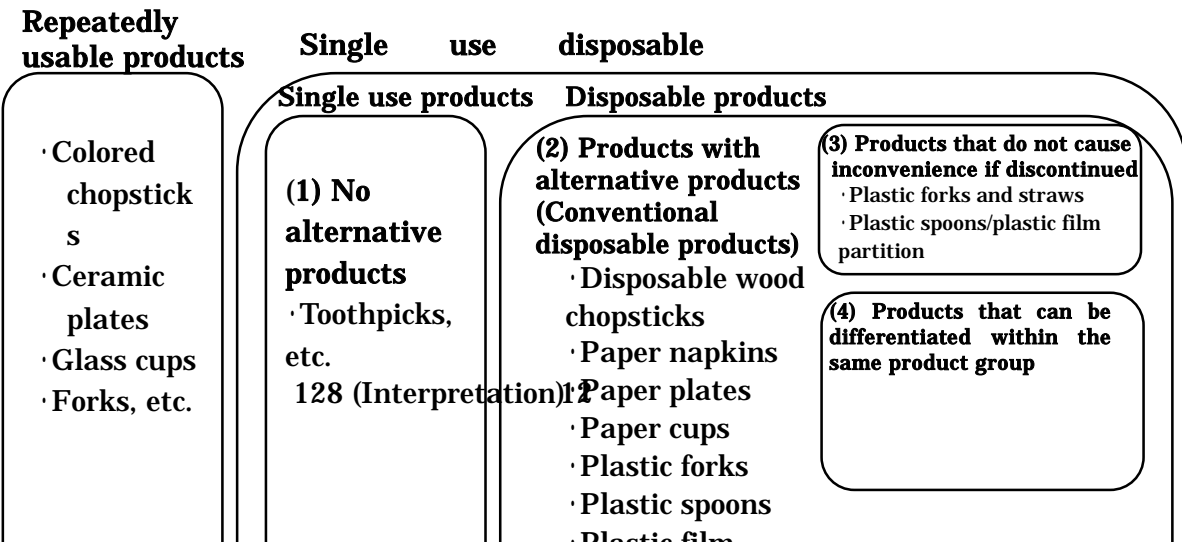 Repeatedly
usable products
Single use disposable
Single use products
Disposable products
·Colored
chopstick
s
·Ceramic
plates
·Glass cups
·Forks, etc.
(1) No
alternative
products
·Toothpicks,
etc.
128 (Interpretation)12
(2) Products with
alternative products
(Conventional
disposable products)
·Disposable wood
chopsticks
·Paper napkins
·Paper plates
·Paper cups
·Plastic forks
·Plastic spoons
·Plastic film
(3) Products that do not cause
inconvenience if discontinued
·Plastic forks and straws
·Plastic spoons/plastic film
partition
(4) Products that can be
differentiated within the
same product group